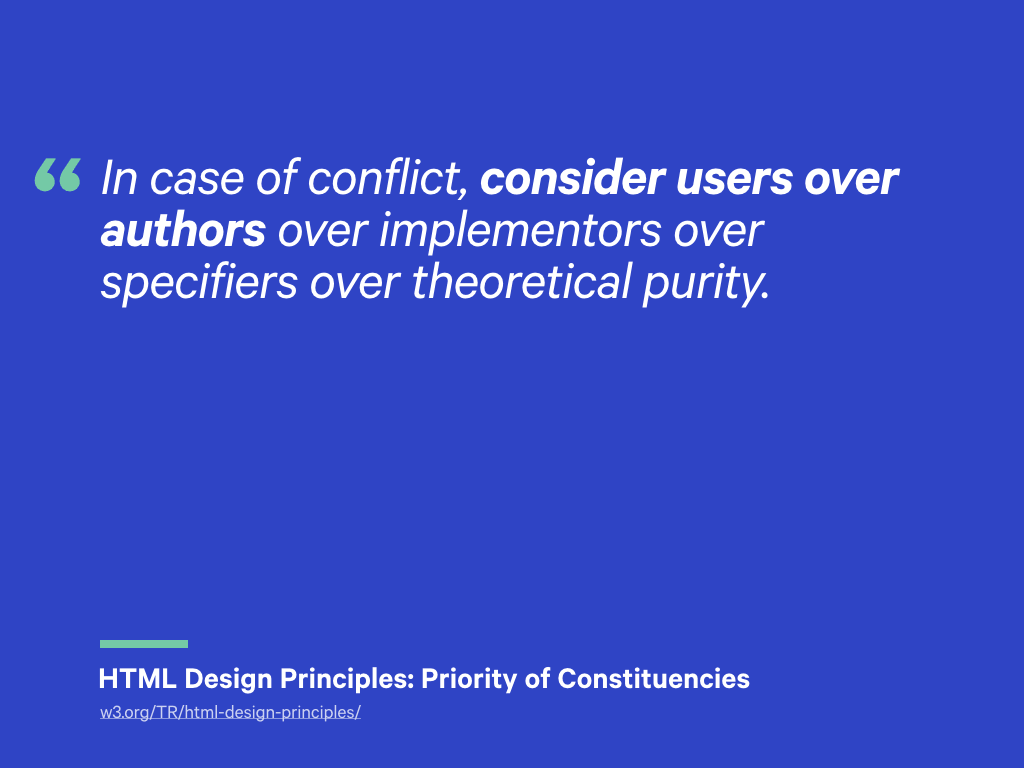 “ In case of conflict, consider users over
authors over implementors over
specifiers over theoretical purity.
HTML Design Principles: Priority of Constituencies
w3.org/TR/html-design-principles/